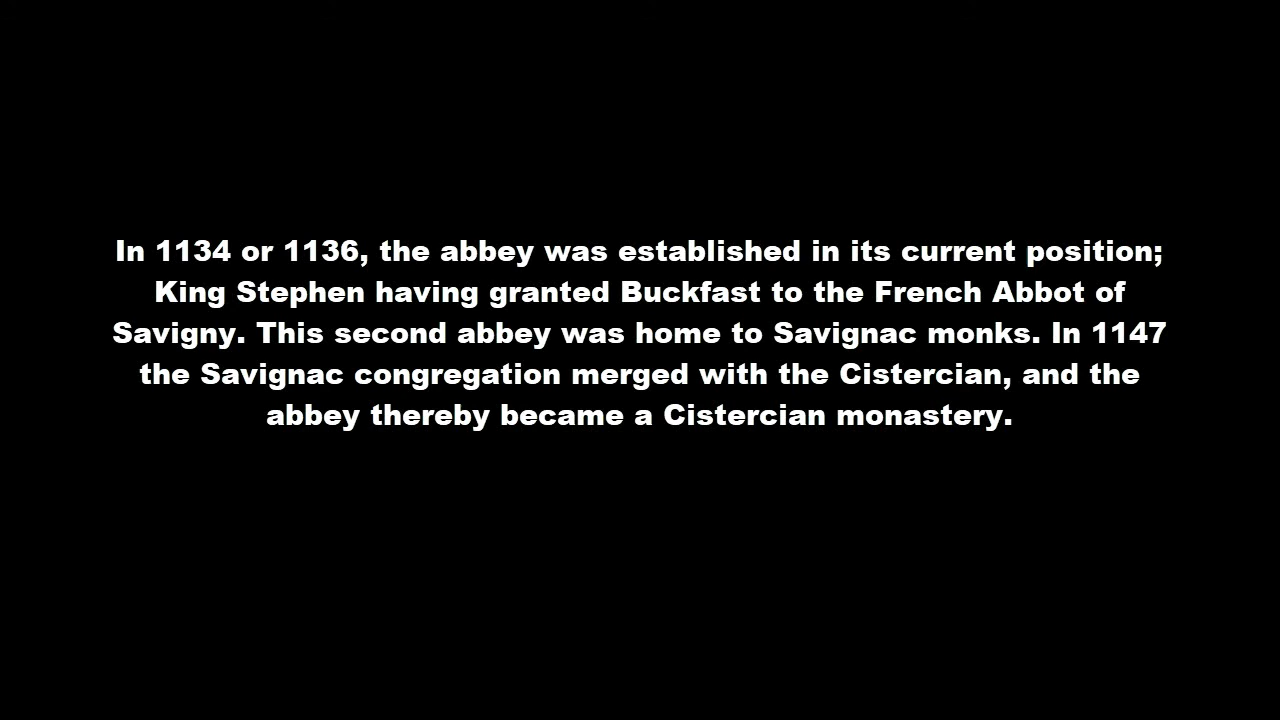 In 1134 or 1136, the abbey was established in its current position;
King Stephen having granted Buckfast to the French Abbot of
Savigny. This second abbey was home to Savignac monks. In 1147
the Savignac congregation merged with the Cistercian, and the
abbey thereby became a Cistercian monastery.